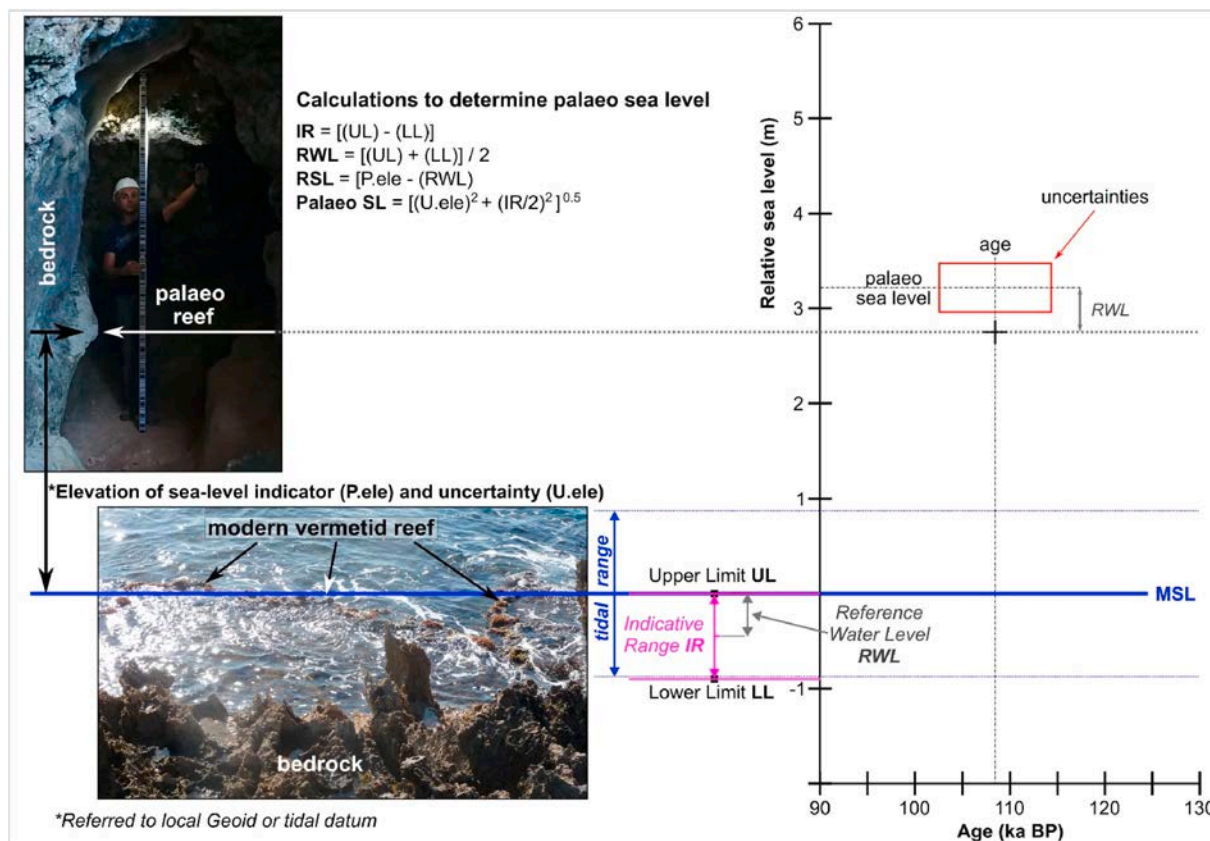 Calculations to determine palaeo sea level
IR = [(UL) - (LL)]
RWL = [(UL) + (LL)] / 2
RSL = [P.ele - (RWL)
Palaeo SL = [(U.ele)² + (IR/2)² ]⁰·⁵
bedrock
palaeo
reef
*Elevation of sea-level indicator (P.ele) and uncertainty (U.ele)
modern vermetid reef
bedrock
*Referred to local Geoid or tidal datum
tidal range
Upper Limit UL
Indicative
Range IR
Lower Limit LL
Reference
Water Level
RWL
MSL
Relative sea level (m)
6
5
4
3
2
1
-1
uncertainties
age
palaeo
sea level
RWL
90
100
110
120
130
Age (ka BP)